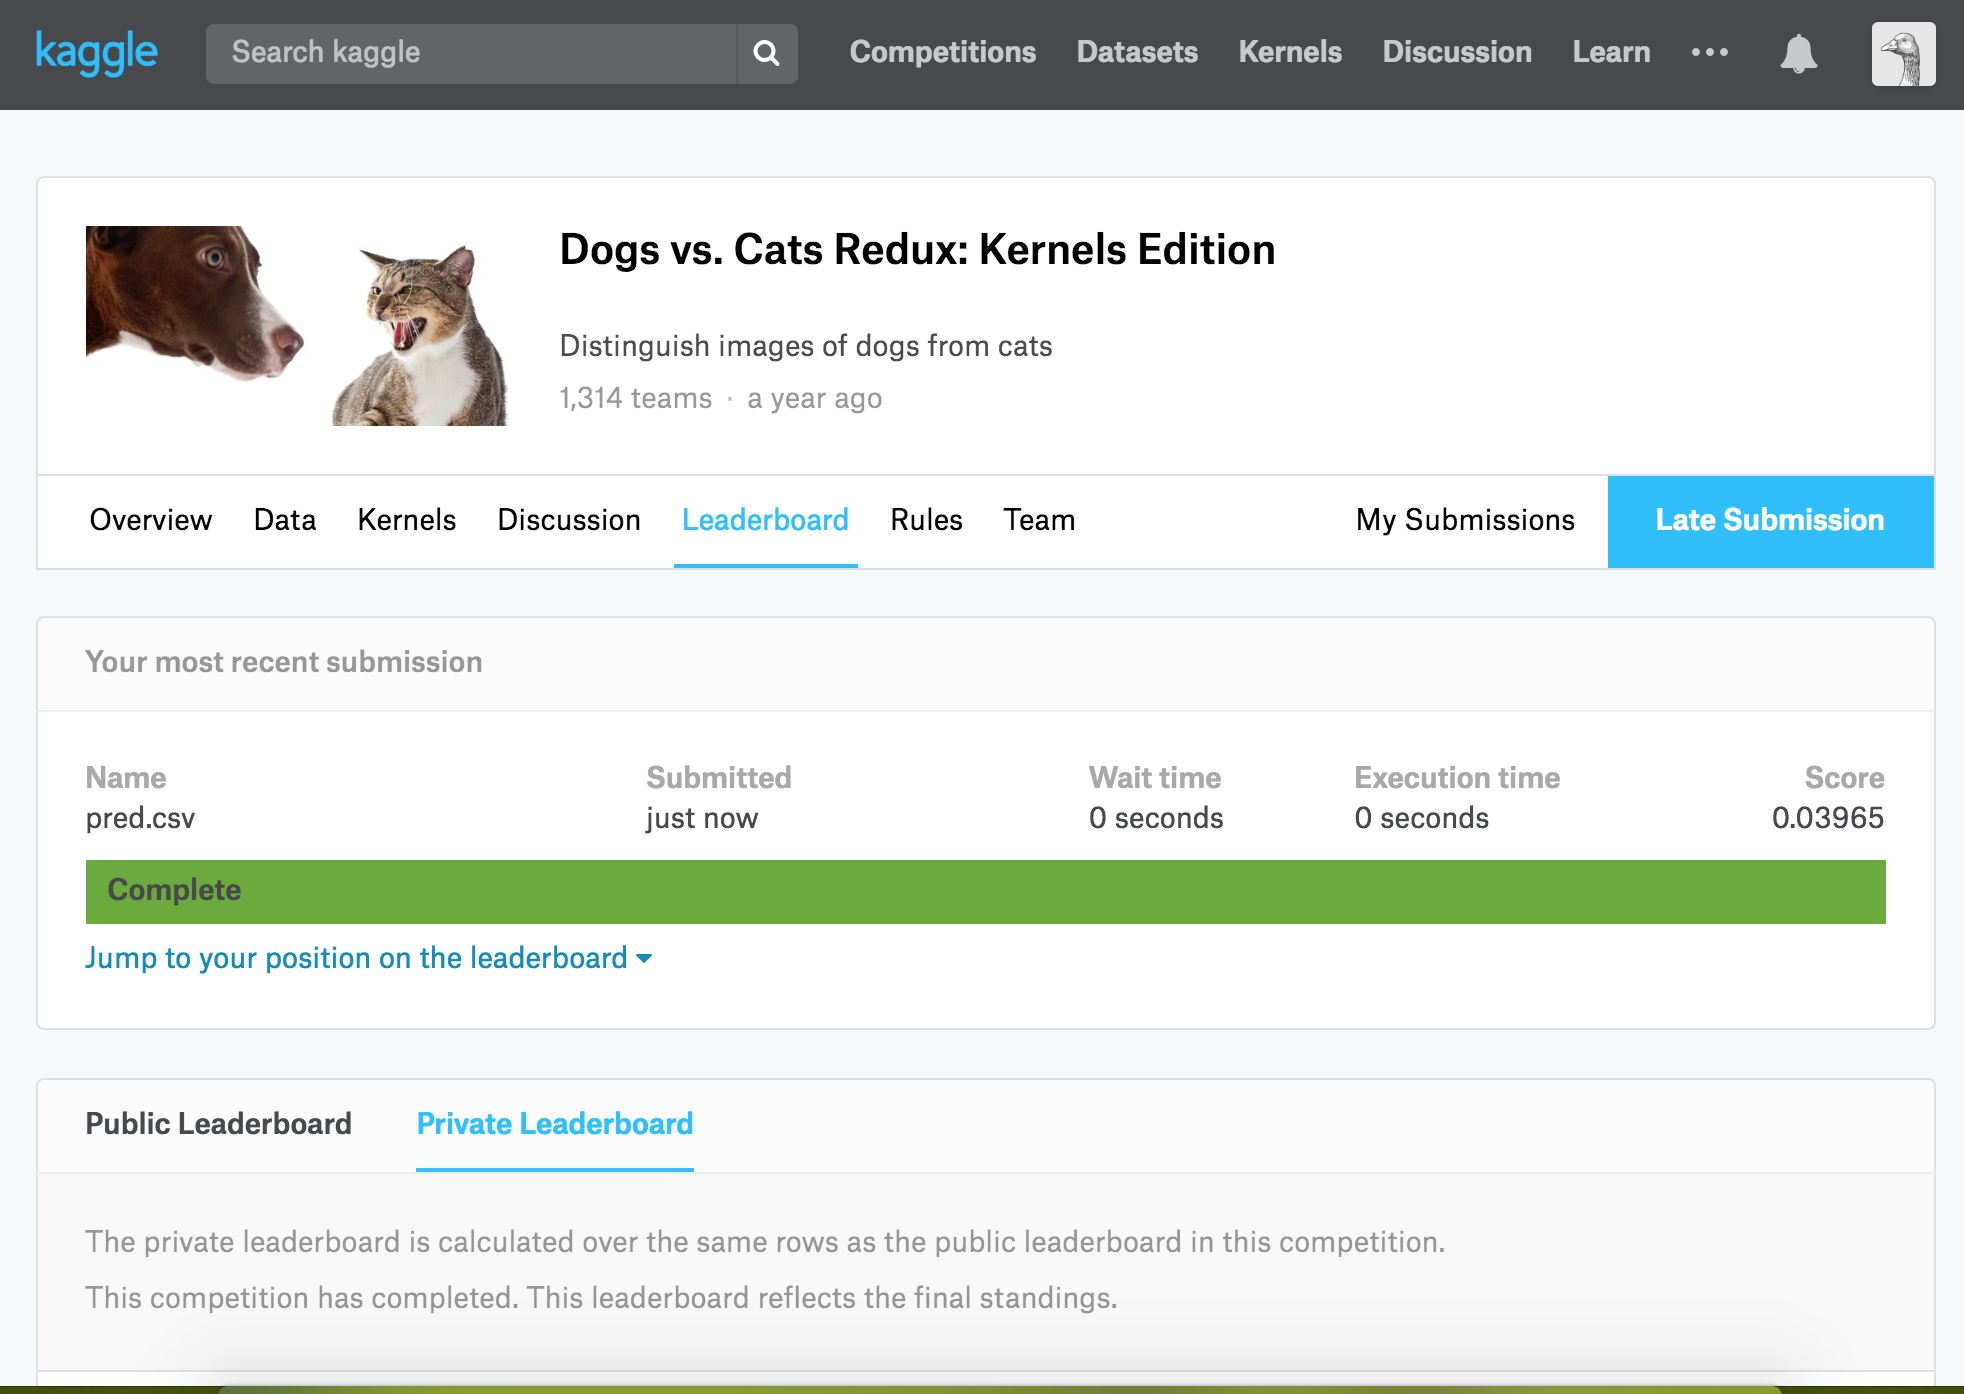 kaggle
Search kaggle
Competitions Datasets Kernels Discussion Learn
Dogs vs. Cats Redux: Kernels Edition
Distinguish images of dogs from cats
1,314 teams · a year ago
Overview Data Kernels Discussion Leaderboard Rules Team My Submissions Late Submission
Your most recent submission
Name Submitted Wait time Execution time Score
pred.csv just now 0 seconds 0 seconds 0.03965
Complete
Jump to your position on the leaderboard
Public Leaderboard Private Leaderboard
The private leaderboard is calculated over the same rows as the public leaderboard in this competition.
This competition has completed. This leaderboard reflects the final standings.